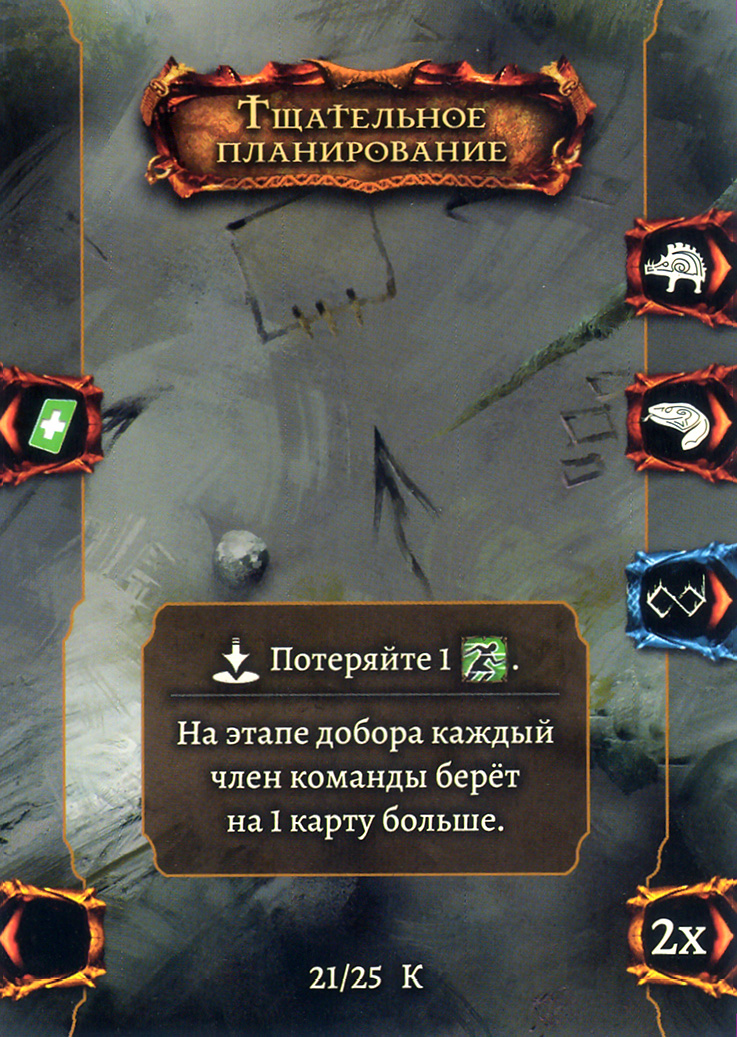 Тщательное
планирование
Потеряйте 1 .
На этапе добора каждый
член команды берёт
на 1 карту больше.
2x
21/25 К